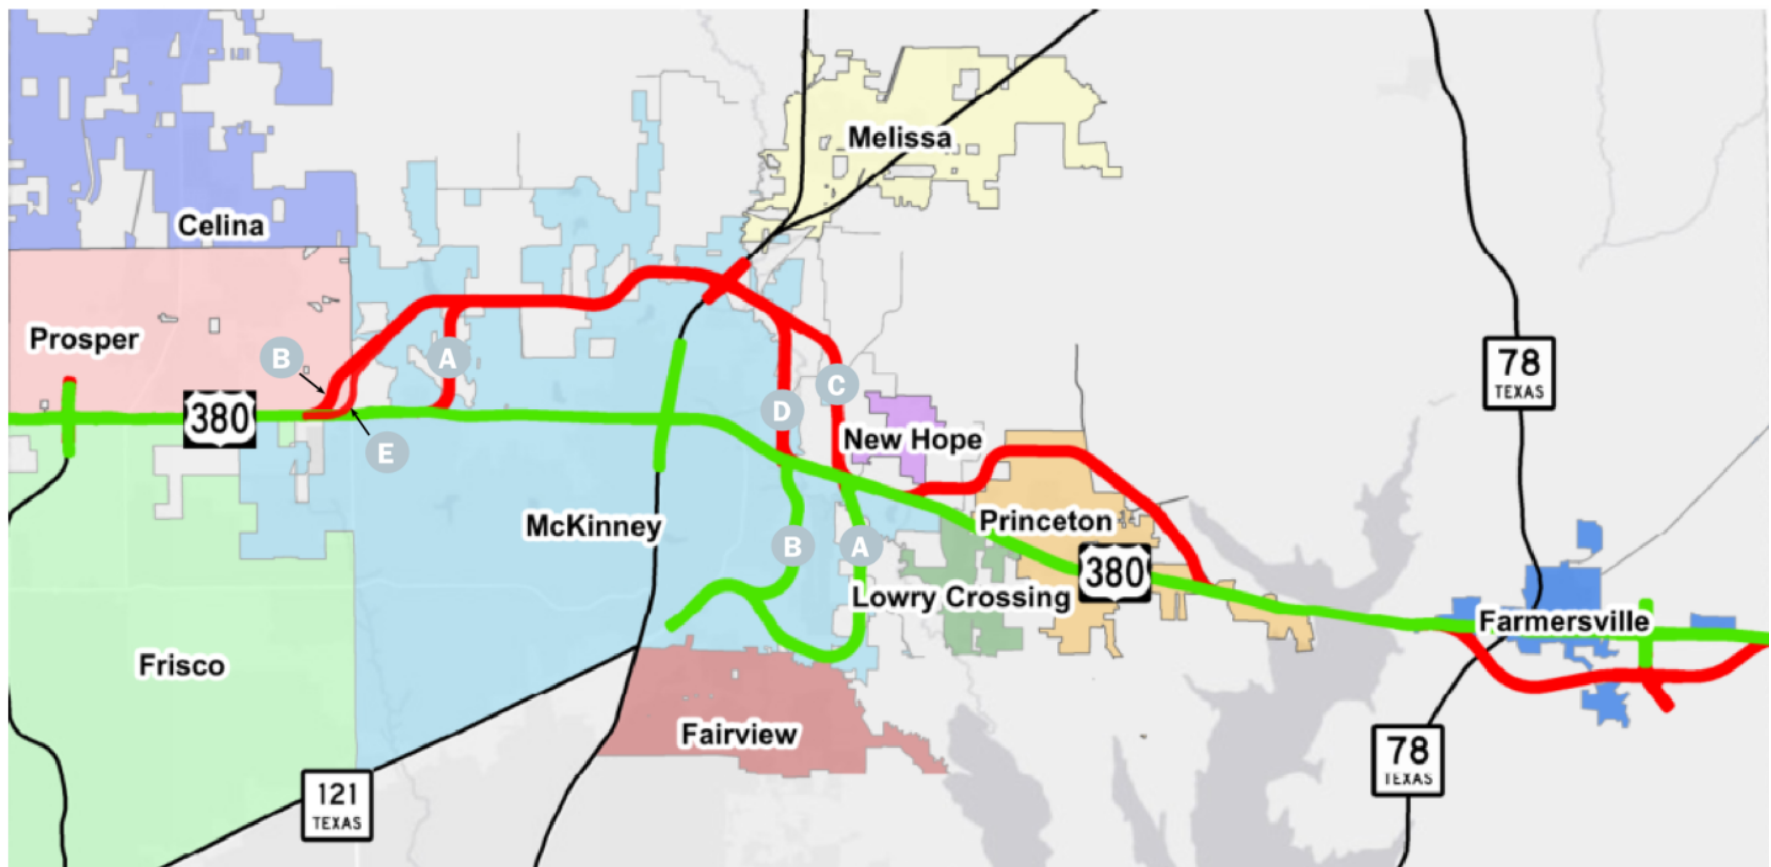 Melissa
Celina
Prosper
B
A
78
TEXAS
C
380
D
New Hope
E
Princeton
McKinney
B
A
380
Lowry Crossing
Farmersville
Frisco
Fairview
78
TEXAS
121
TEXAS